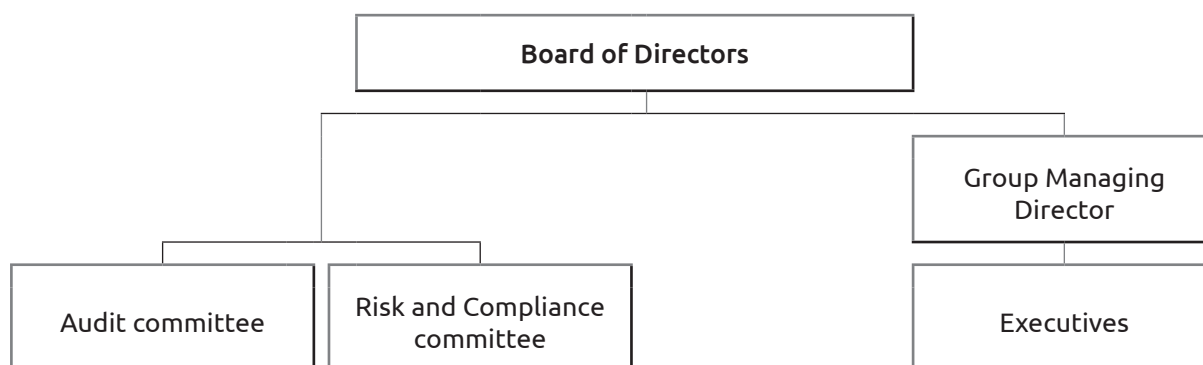 Board of Directors
Group Managing
Director
Audit committee
Risk and Compliance
committee
Executives